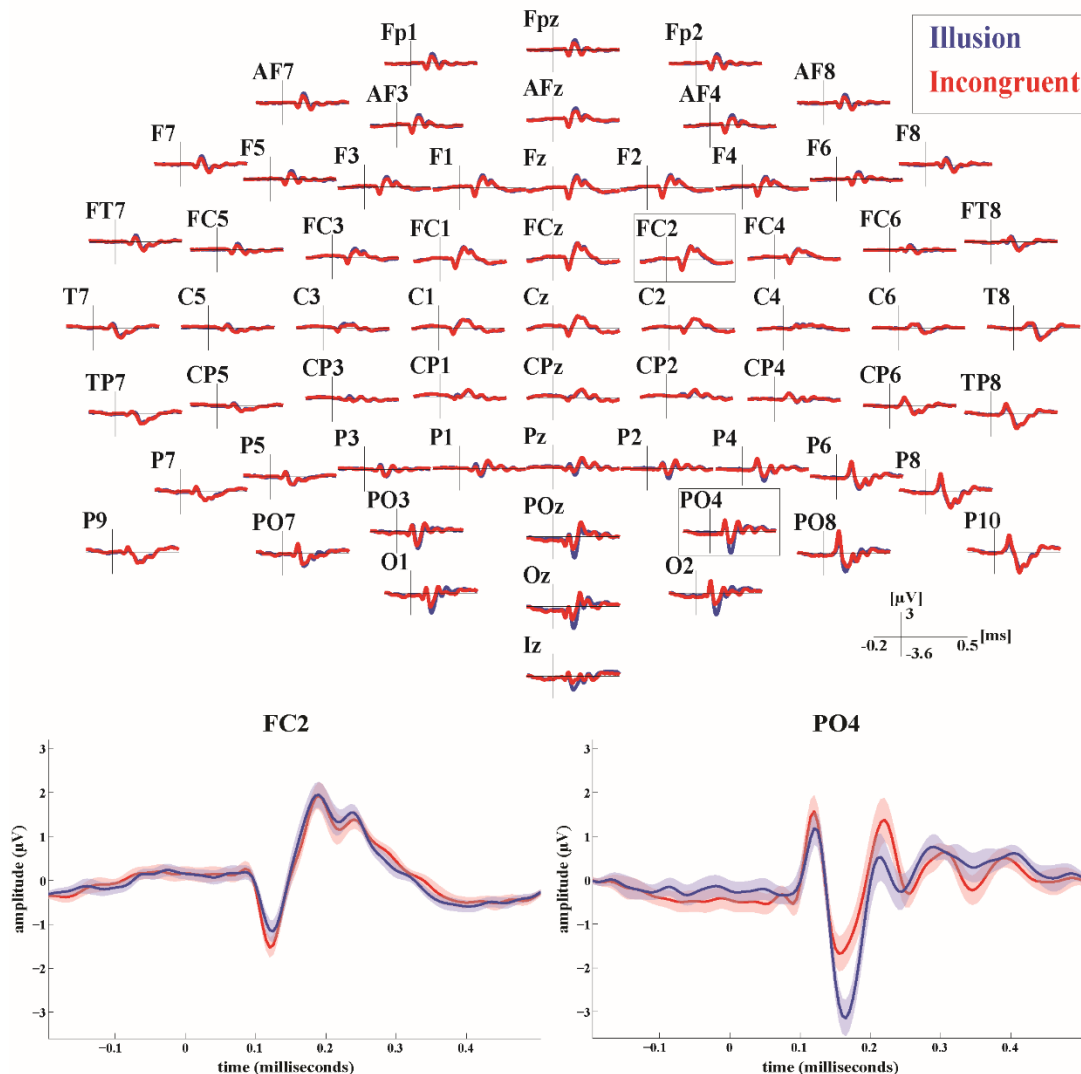 Fp1 Fpz Fp2
Illusion
Incongruent
AF7 AF3 AFz AF4 AF8
F7 F5 F3 F1 Fz F2 F4 F6 F8
FT7 FC5 FC3 FC1 FCz FC2 FC4 FC6 FT8
T7 C5 C3 C1 Cz C2 C4 C6 T8
TP7 CP5 CP3 CP1 CPz CP2 CP4 CP6 TP8
P7 P5 P3 P1 Pz P2 P4 P6 P8
P9 PO7 PO3 POz PO4 PO8 P10
O1 Oz O2
[µV]
3
-0.2 0.5 [ms]
-3.6
Iz
FC2
3
2
1
0
−1
−2
−3
amplitude (µV)
−0.1 0 0.1 0.2 0.3 0.4
time (milliseconds)
PO4
3
2
1
0
−1
−2
−3
amplitude (µV)
−0.1 0 0.1 0.2 0.3 0.4
time (milliseconds)